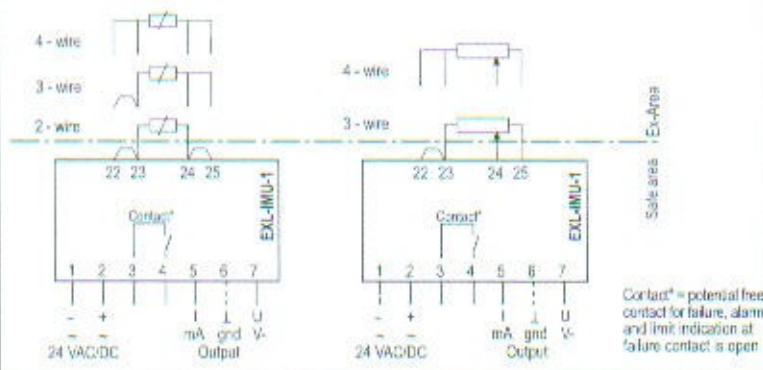 4 - wire
3 - wire
2 - wire
22 23 24 25
EXL-IMU-1
Contact*
1 2 3 4 5 6 7
- + I ⊥ U
~ ~ mA gnd V-
24 VAC/DC Output
4 - wire
3 - wire
22 23 24 25
EXL-IMU-1
Contact*
1 2 3 4 5 6 7
- + I ⊥ U
~ ~ mA gnd V-
24 VAC/DC Output
Ex-Area
Safe area
Contact* = potential free
contact for failure, alarm
and limit indication at
failure contact is open